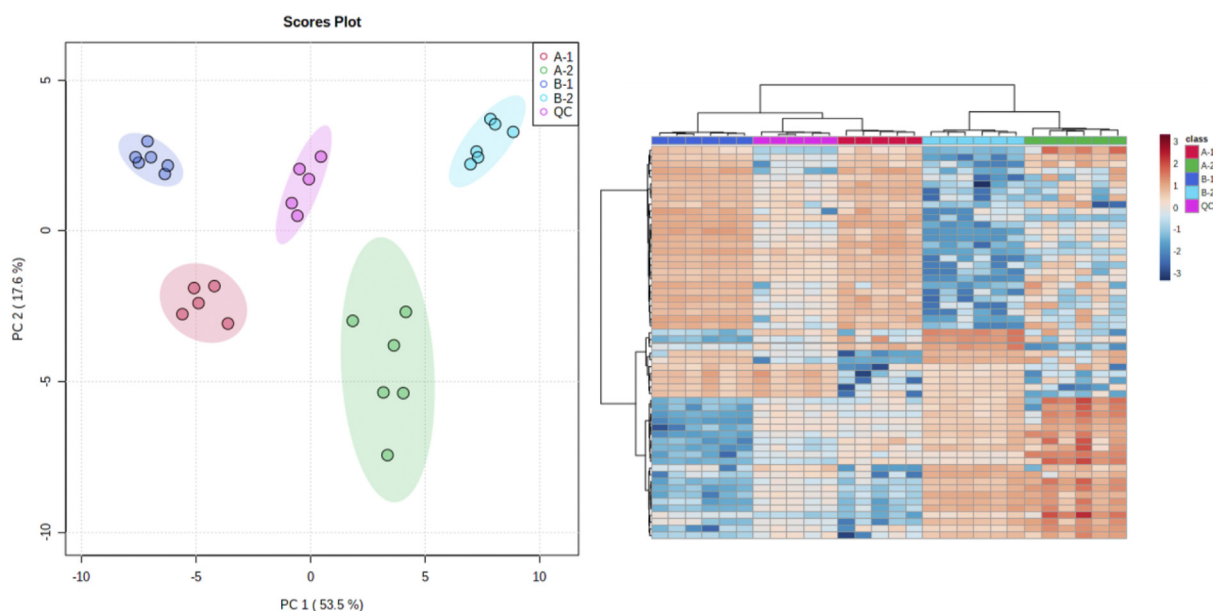 Scores Plot
A-1
A-2
B-1
B-2
QC
5
0
-5
-10
PC 2 ( 17.6 %)
-10
-5
0
5
10
PC 1 ( 53.5 %)
class
A-1
A-2
B-1
B-2
QC
3
2
1
0
-1
-2
-3